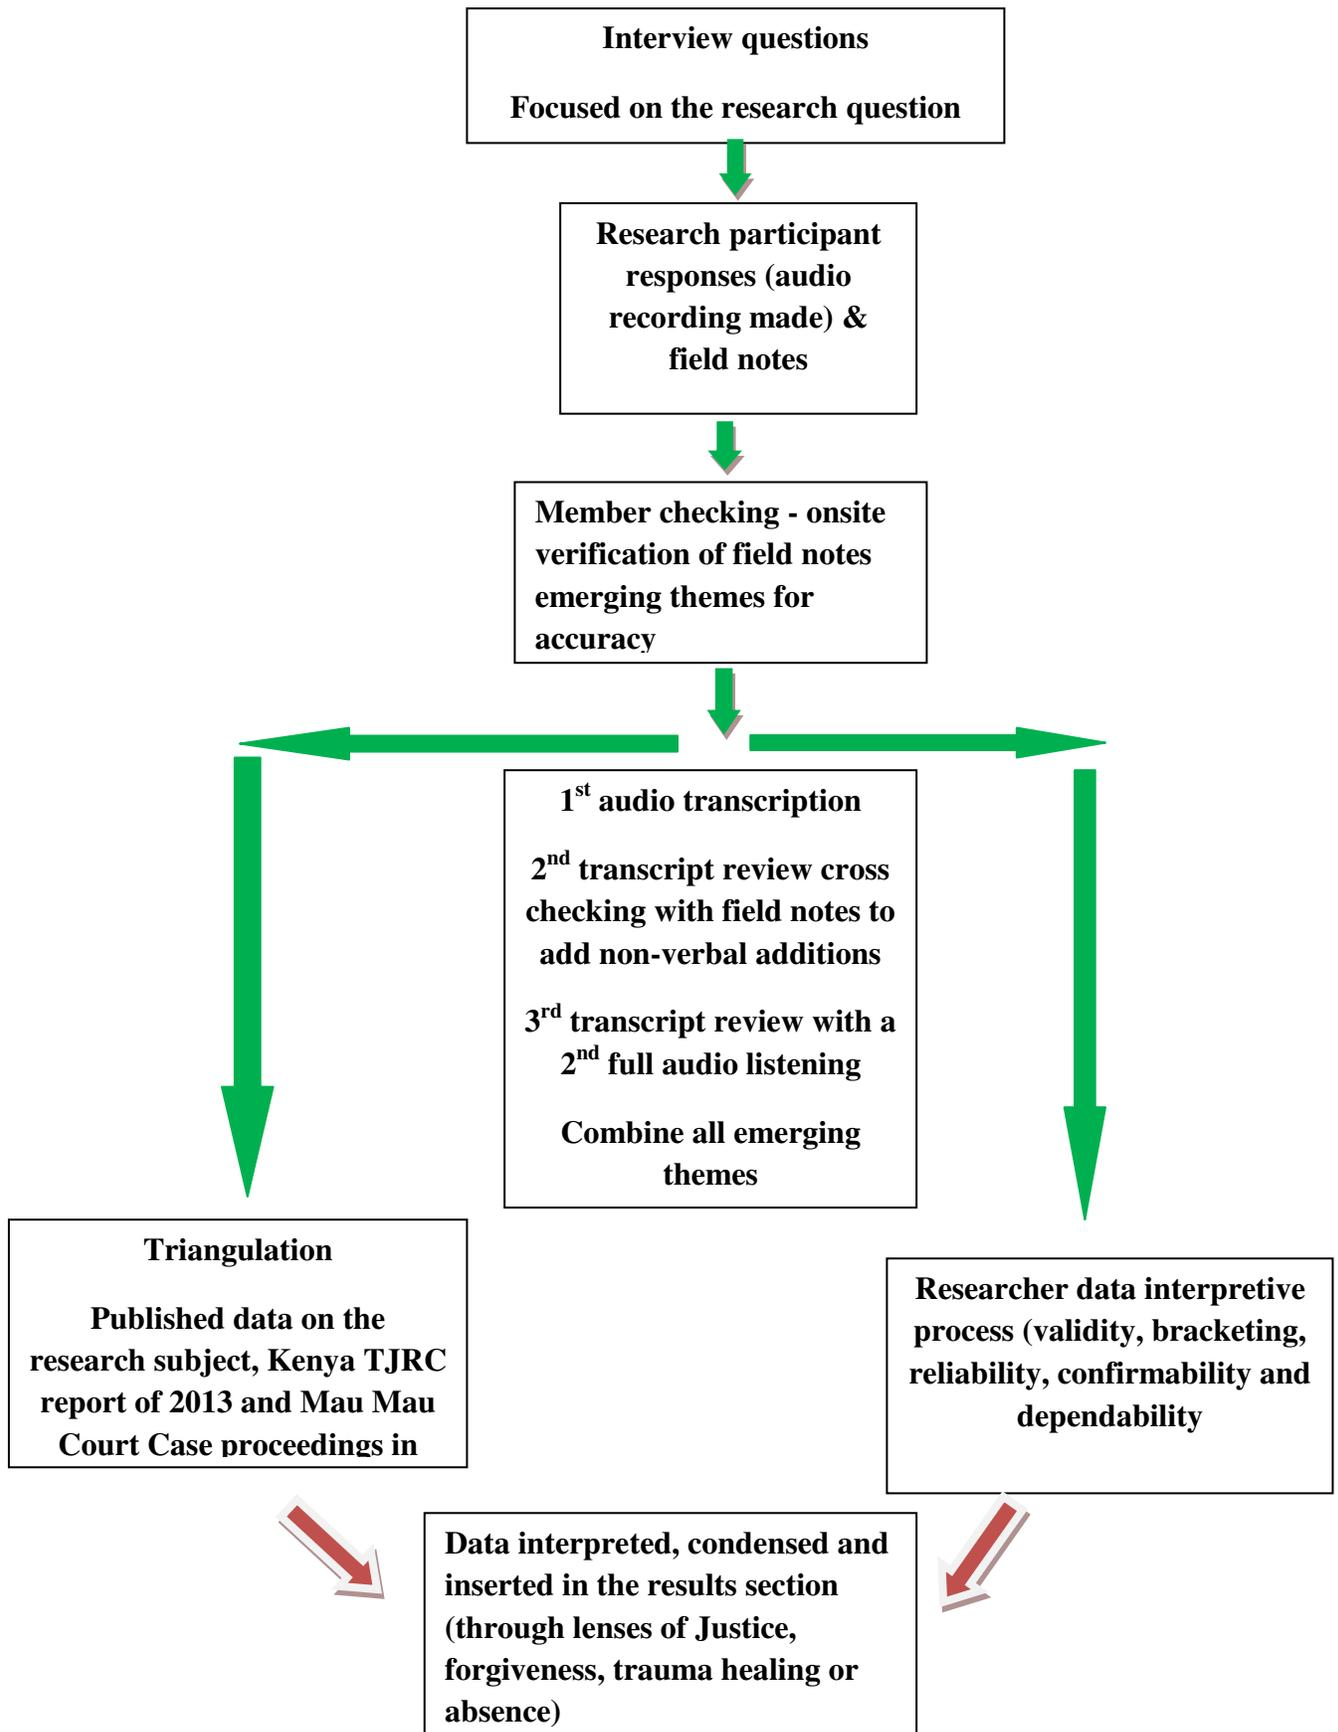 Interview questions
Focused on the research question
Research participant
responses (audio
recording made) &
field notes
Member checking - onsite
verification of field notes
emerging themes for
accuracy
1st audio transcription
2nd transcript review cross
checking with field notes to
add non-verbal additions
3rd transcript review with a
2nd full audio listening
Combine all emerging
themes
Triangulation
Published data on the
research subject, Kenya TJRC
report of 2013 and Mau Mau
Court Case proceedings in
Researcher data interpretive
process (validity, bracketing,
reliability, confirmability and
dependability
Data interpreted, condensed and
inserted in the results section
(through lenses of Justice,
forgiveness, trauma healing or
absence)